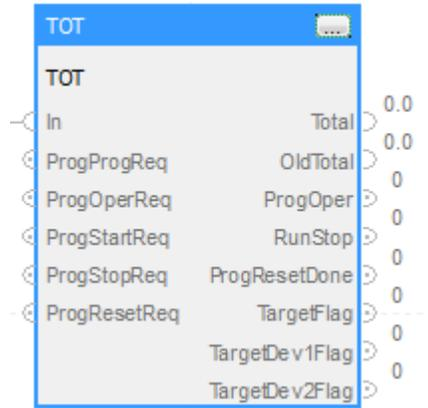 TOT ...
TOT
In Total 0.0
ProgProgReq OldTotal 0.0
ProgOperReq ProgOper 0
ProgStartReq RunStop 0
ProgStopReq ProgResetDone 0
ProgResetReq TargetFlag 0
TargetDev1Flag 0
TargetDev2Flag 0